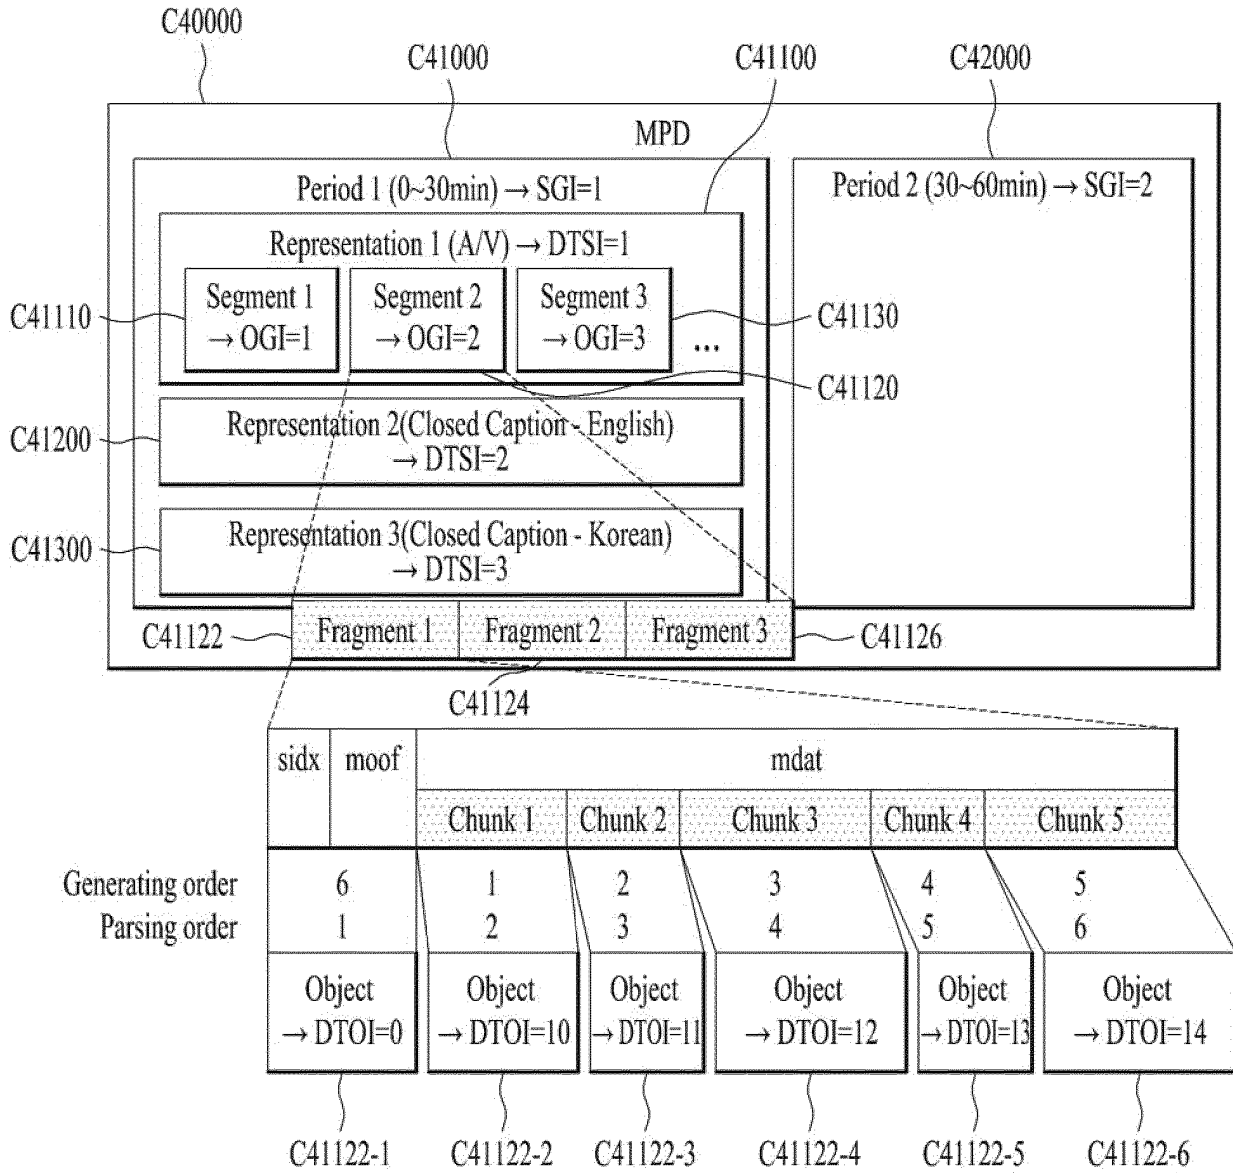 C40000
C41000
C41100
C42000
MPD
Period 1 (0~30min) → SGI=1
Period 2 (30~60min) → SGI=2
Representation 1 (A/V) → DTSI=1
Segment 1
→ OGI=1
Segment 2
→ OGI=2
Segment 3
→ OGI=3
...
C41110
C41130
C41120
Representation 2(Closed Caption - English)
→ DTSI=2
C41200
Representation 3(Closed Caption - Korean)
→ DTSI=3
C41300
C41122
Fragment 1
Fragment 2
Fragment 3
C41126
C41124
sidx
moof
mdat
Chunk 1
Chunk 2
Chunk 3
Chunk 4
Chunk 5
Generating order 6 1 2 3 4 5
Parsing order 1 2 3 4 5 6
Object
→ DTOI=0
Object
→ DTOI=10
Object
→ DTOI=11
Object
→ DTOI=12
Object
→ DTOI=13
Object
→ DTOI=14
C41122-1
C41122-2
C41122-3
C41122-4
C41122-5
C41122-6